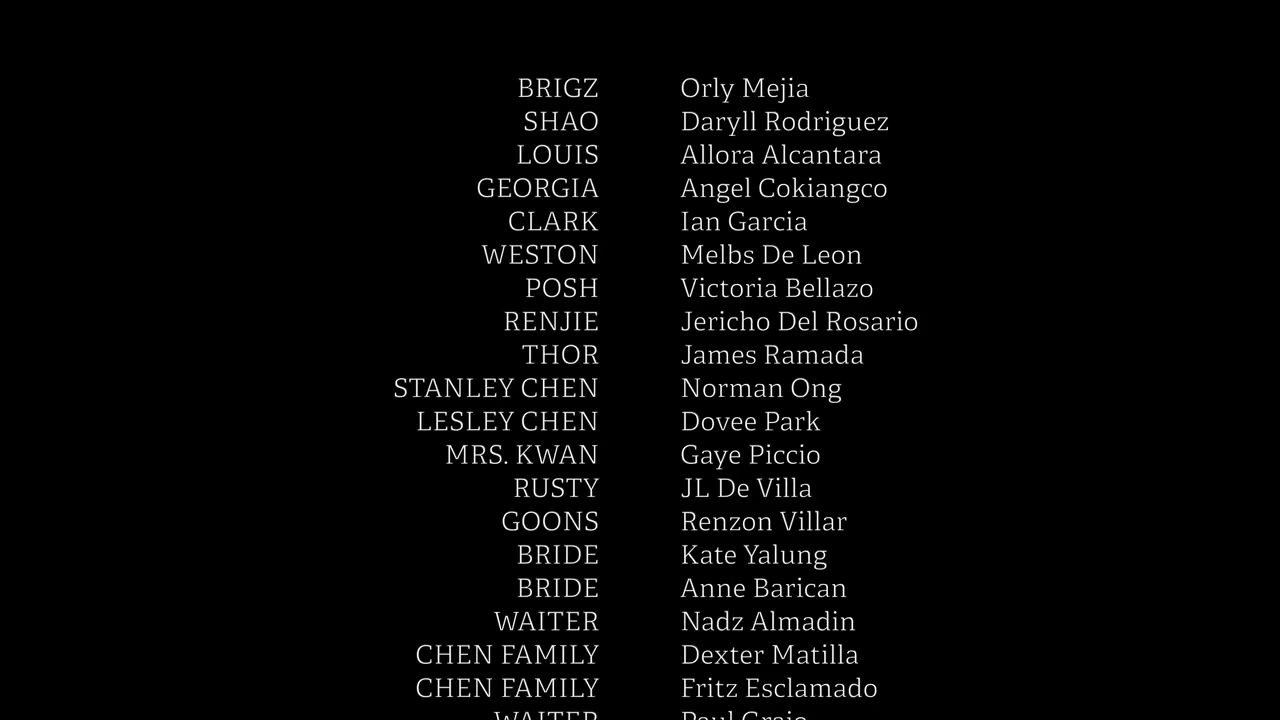 BRIGZ Orly Mejia
SHAO Daryll Rodriguez
LOUIS Allora Alcantara
GEORGIA Angel Cokiangco
CLARK Ian Garcia
WESTON Melbs De Leon
POSH Victoria Bellazo
RENJIE Jericho Del Rosario
THOR James Ramada
STANLEY CHEN Norman Ong
LESLEY CHEN Dovee Park
MRS. KWAN Gaye Piccio
RUSTY JL De Villa
GOONS Renzon Villar
BRIDE Kate Yalung
BRIDE Anne Barican
WAITER Nadz Almadin
CHEN FAMILY Dexter Matilla
CHEN FAMILY Fritz Esclamado
WAITER Paul